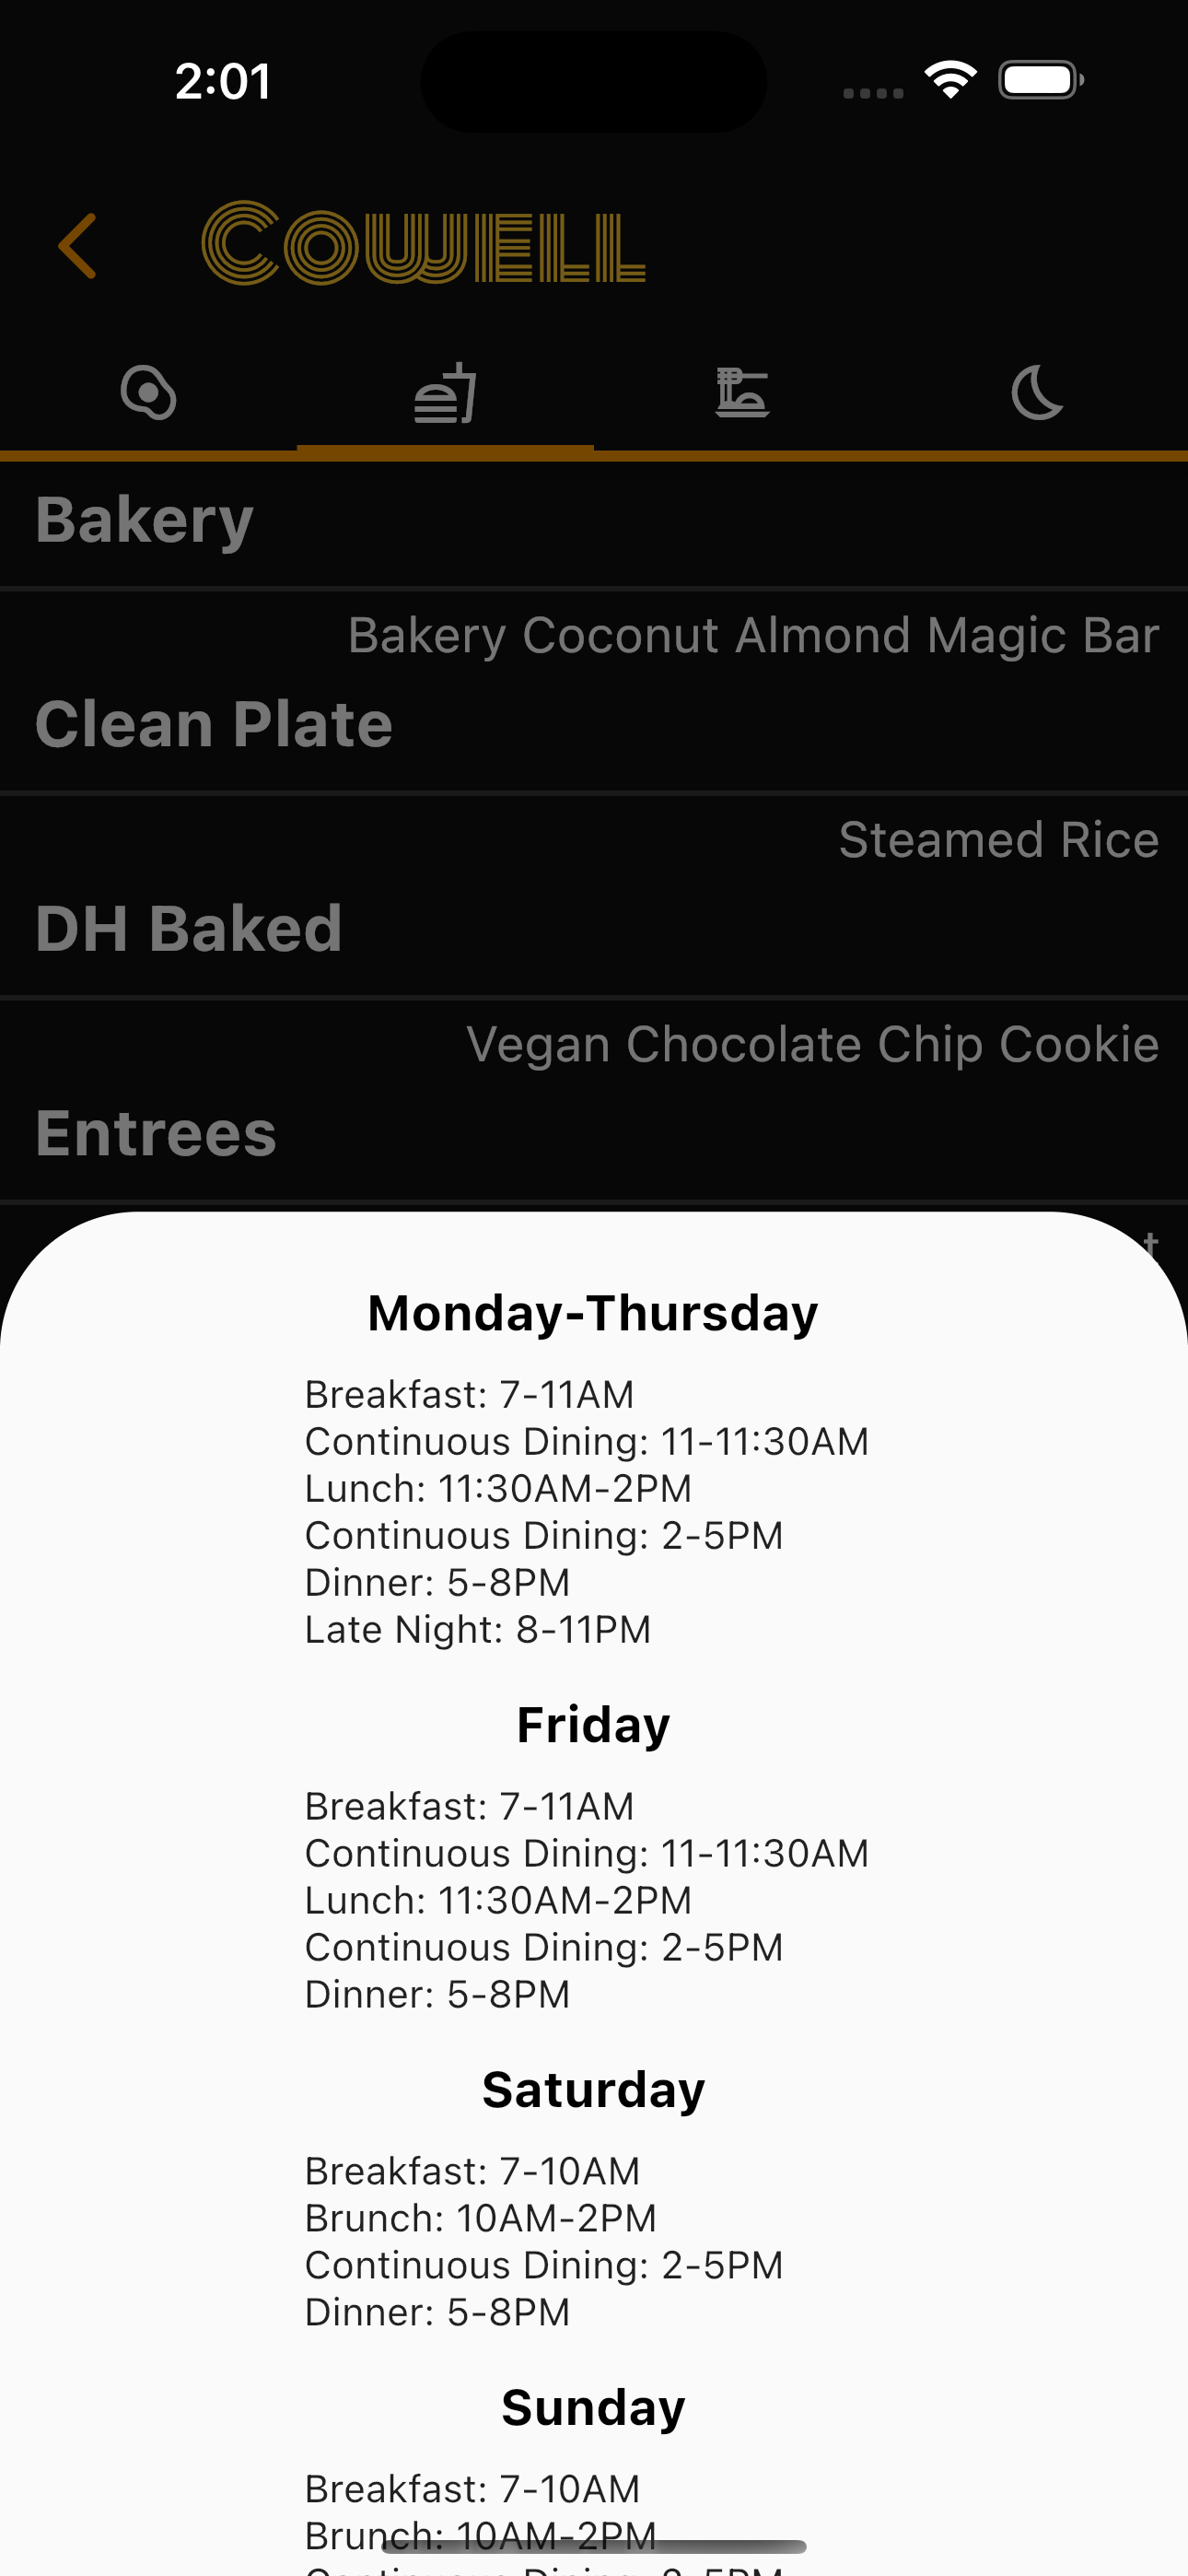 2:01
COWELL
Bakery
Bakery Coconut Almond Magic Bar
Clean Plate
Steamed Rice
DH Baked
Vegan Chocolate Chip Cookie
Entrees
Monday-Thursday
Breakfast: 7-11AM
Continuous Dining: 11-11:30AM
Lunch: 11:30AM-2PM
Continuous Dining: 2-5PM
Dinner: 5-8PM
Late Night: 8-11PM
Friday
Breakfast: 7-11AM
Continuous Dining: 11-11:30AM
Lunch: 11:30AM-2PM
Continuous Dining: 2-5PM
Dinner: 5-8PM
Saturday
Breakfast: 7-10AM
Brunch: 10AM-2PM
Continuous Dining: 2-5PM
Dinner: 5-8PM
Sunday
Breakfast: 7-10AM
Brunch: 10AM-2PM